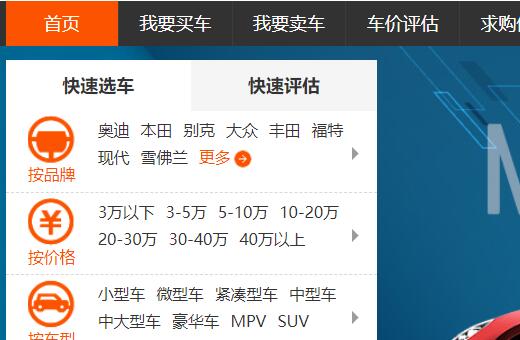 首页 我要买车 我要卖车 车价评估 求购
快速选车 快速评估
奥迪 本田 别克 大众 丰田 福特
现代 雪佛兰 更多
按品牌
3万以下 3-5万 5-10万 10-20万
20-30万 30-40万 40万以上
按价格
小型车 微型车 紧凑型车 中型车
中大型车 豪华车 MPV SUV
按车型